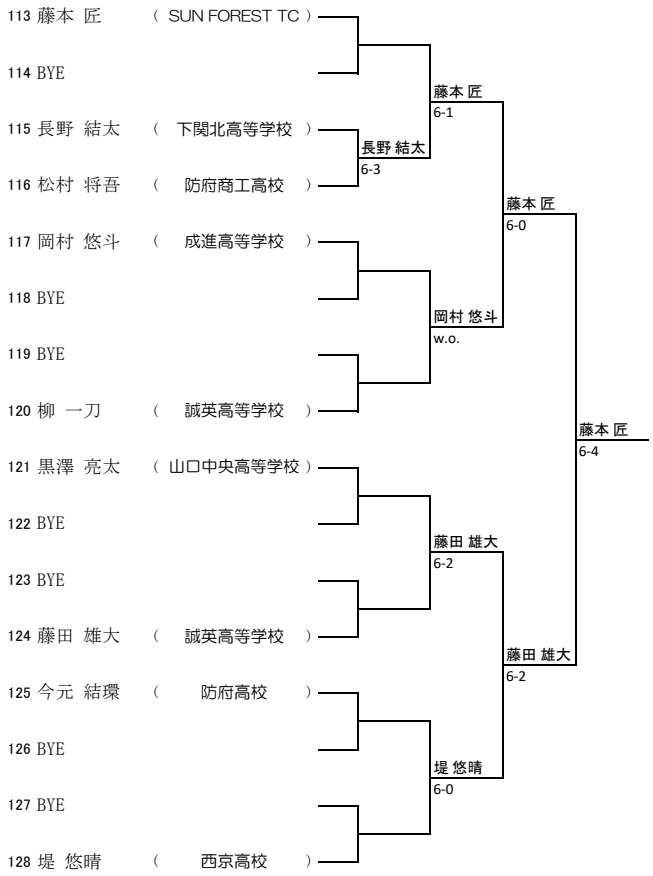 113 藤本 匠 ( SUN FOREST TC )
114 BYE
藤本 匠
6-1
115 長野 結太 ( 下関北高等学校 )
長野 結太
6-3
116 松村 将吾 ( 防府商工高校 )
藤本 匠
6-0
117 岡村 悠斗 ( 成進高等学校 )
118 BYE
岡村 悠斗
w.o.
119 BYE
120 柳 一刀 ( 誠英高等学校 )
藤本 匠
6-4
121 黒澤 亮太 ( 山口中央高等学校 )
122 BYE
藤田 雄大
6-2
123 BYE
124 藤田 雄大 ( 誠英高等学校 )
藤田 雄大
6-2
125 今元 結環 ( 防府高校 )
126 BYE
堤 悠晴
6-0
127 BYE
128 堤 悠晴 ( 西京高校 )